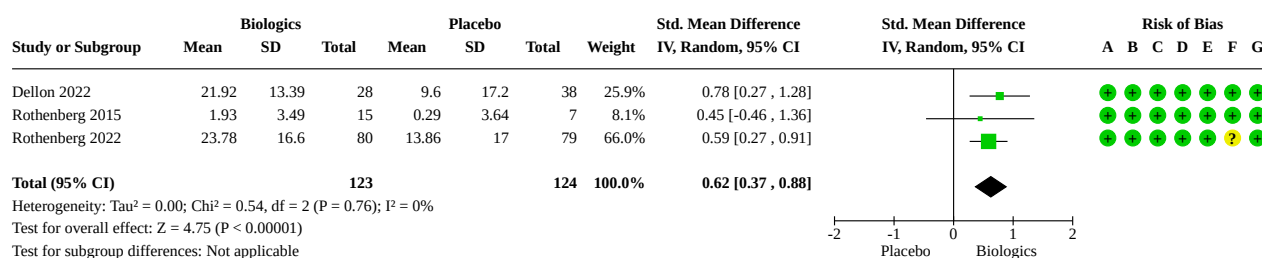 Biologics Placebo Std. Mean Difference Std. Mean Difference Risk of Bias
Study or Subgroup Mean SD Total Mean SD Total Weight IV, Random, 95% CI IV, Random, 95% CI A B C D E F G
Dellon 2022 21.92 13.39 28 9.6 17.2 38 25.9% 0.78 [0.27 , 1.28] + + + + + + +
Rothenberg 2015 1.93 3.49 15 0.29 3.64 7 8.1% 0.45 [-0.46 , 1.36] + + + + + + +
Rothenberg 2022 23.78 16.6 80 13.86 17 79 66.0% 0.59 [0.27 , 0.91] + + + + + ? +
Total (95% CI) 123 124 100.0% 0.62 [0.37 , 0.88]
Heterogeneity: Tau² = 0.00; Chi² = 0.54, df = 2 (P = 0.76); I² = 0%
Test for overall effect: Z = 4.75 (P < 0.00001)
-2 -1 0 1 2
Test for subgroup differences: Not applicable Placebo Biologics